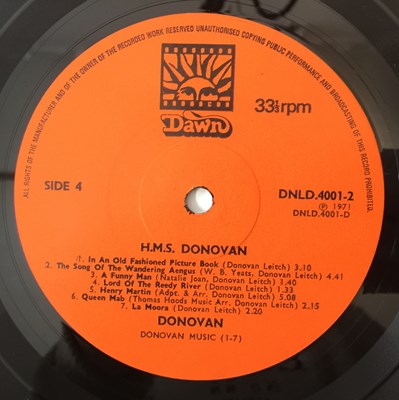 ALL RIGHTS OF THE MANUFACTURER AND OF THE OWNER OF THE RECORDED WORK RESERVED UNAUTHORISED COPYING PUBLIC PERFORMANCE AND BROADCASTING OF THIS RECORD PROHIBITED.
Dawn
33⅓rpm
SIDE 4
DNLD.4001-2
Ⓟ 1971
DNLD.4001-D
H.M.S. DONOVAN
1. In An Old Fashioned Picture Book (Donovan Leitch) 3.10
2. The Song Of The Wandering Aengus (W. B. Yeats, Donovan Leitch) 4.41
3. A Funny Man (Natalie Joan, Donovan Leitch) 1.40
4. Lord Of The Reedy River (Donovan Leitch) 1.33
5. Henry Martin (Adpt. & Arr. Donovan Leitch) 5.08
6. Queen Mab (Thomas Hoods Music Arr. Donovan Leitch) 2.15
7. La Moora (Donovan Leitch) 2.20
DONOVAN
DONOVAN MUSIC (1-7)